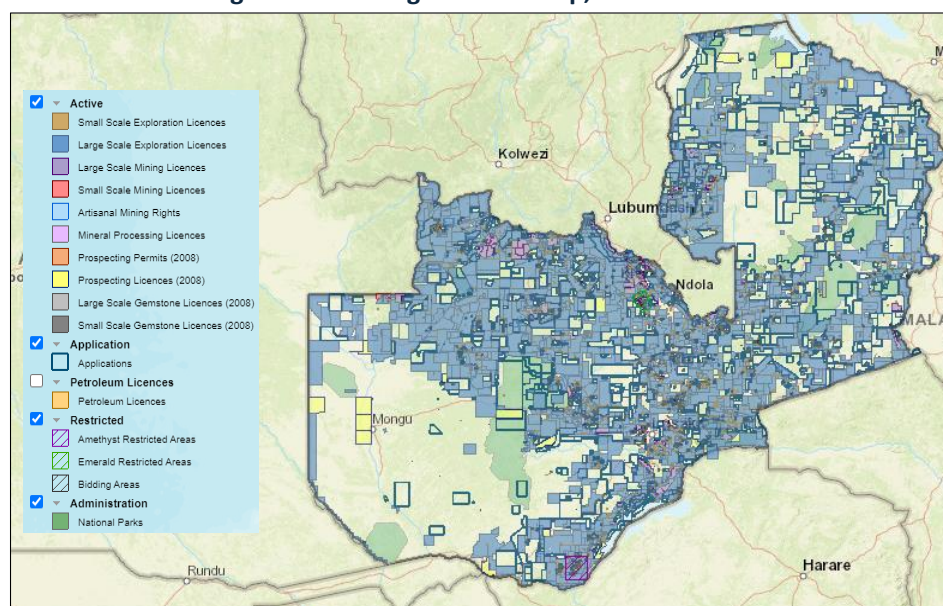 Active
Small Scale Exploration Licences
Large Scale Exploration Licences
Large Scale Mining Licences
Small Scale Mining Licences
Artisanal Mining Rights
Mineral Processing Licences
Prospecting Permits (2008)
Prospecting Licences (2008)
Large Scale Gemstone Licences (2008)
Small Scale Gemstone Licences (2008)
Application
Applications
Petroleum Licences
Petroleum Licences
Restricted
Amethyst Restricted Areas
Emerald Restricted Areas
Bidding Areas
Administration
National Parks
Kolwezi
Ndola
MALA
Mongu
Rundu
Harare